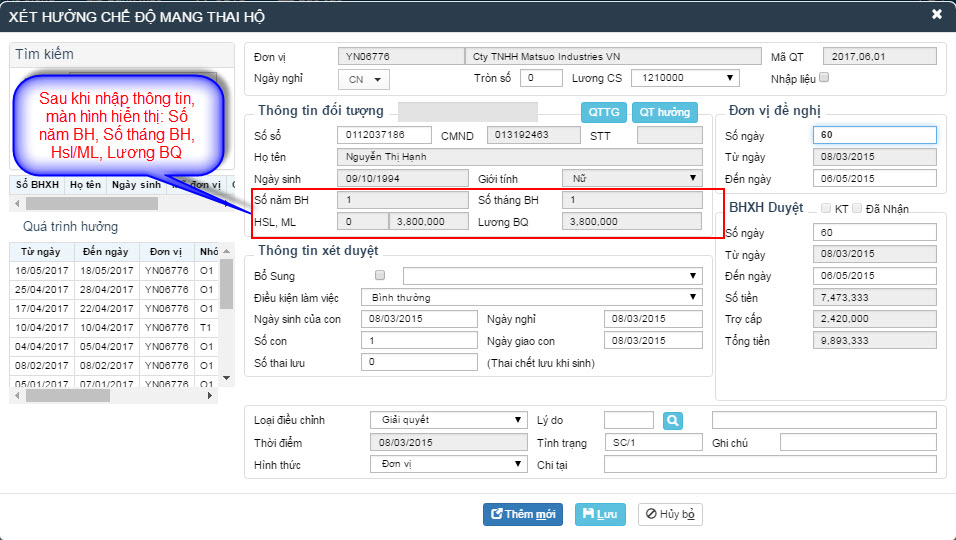 XÉT HƯỞNG CHẾ ĐỘ MANG THAI HỘ
Tìm kiếm
Sau khi nhập thông tin,
màn hình hiển thị: Số
năm BH, Số tháng BH,
Hsl/ML, Lương BQ
Số BHXH Họ tên Ngày sinh
Quá trình hưởng
Từ ngày Đến ngày Đơn vị Nhó
16/05/2017 18/05/2017 YN06776 O1
25/04/2017 28/04/2017 YN06776 O1
17/04/2017 22/04/2017 YN06776 O1
10/04/2017 10/04/2017 YN06776 T1
04/04/2017 05/04/2017 YN06776 O1
08/02/2017 08/02/2017 YN06776 O1
05/01/2017 07/01/2017 YN06776 O1
Đơn vị YN06776 Cty TNHH Matsuo Industries VN Mã QT 2017,06,01
Ngày nghỉ CN Tròn số 0 Lương CS 1210000 Nhập liệu
Thông tin đối tượng QTTG QT hưởng
Số sổ 0112037186 CMND 013192463 STT
Họ tên Nguyễn Thị Hạnh
Ngày sinh 09/10/1994 Giới tính Nữ
Số năm BH 1 Số tháng BH 1
HSL, ML 0 3,800,000 Lương BQ 3,800,000
Thông tin xét duyệt
Bổ Sung
Điều kiện làm việc Bình thường
Ngày sinh của con 08/03/2015 Ngày nghỉ 08/03/2015
Số con 1 Ngày giao con 08/03/2015
Số thai lưu 0 (Thai chết lưu khi sinh)
Đơn vị đề nghị
Số ngày 60
Từ ngày 08/03/2015
Đến ngày 06/05/2015
BHXH Duyệt KT Đã Nhận
Số ngày 60
Từ ngày 08/03/2015
Đến ngày 06/05/2015
Số tiền 7,473,333
Trợ cấp 2,420,000
Tổng tiền 9,893,333
Loại điều chỉnh Giải quyết Lý do
Thời điểm 08/03/2015 Tính trạng SC/1 Ghi chú
Hình thức Đơn vị Chi tại
Thêm mới Lưu Hủy bỏ